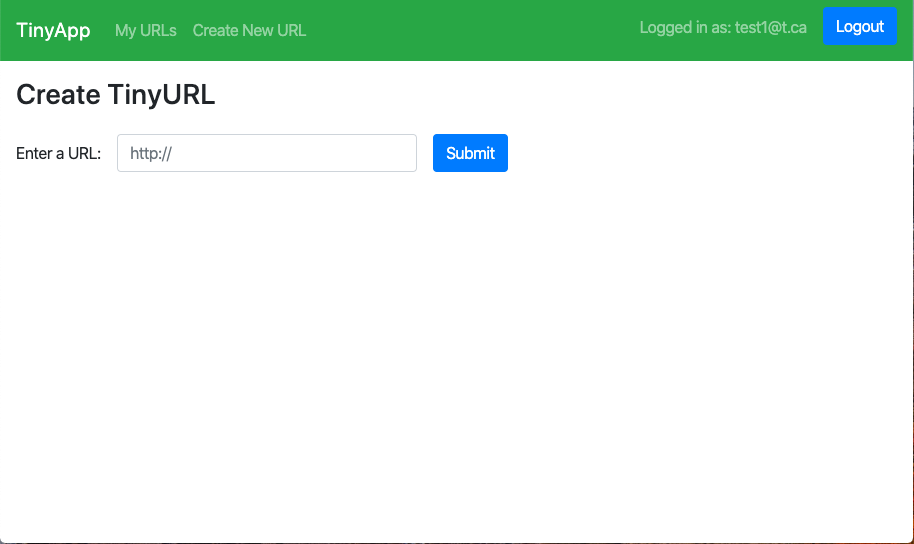 TinyApp My URLs Create New URL Logged in as: test1@t.ca Logout
Create TinyURL
Enter a URL: http:// Submit